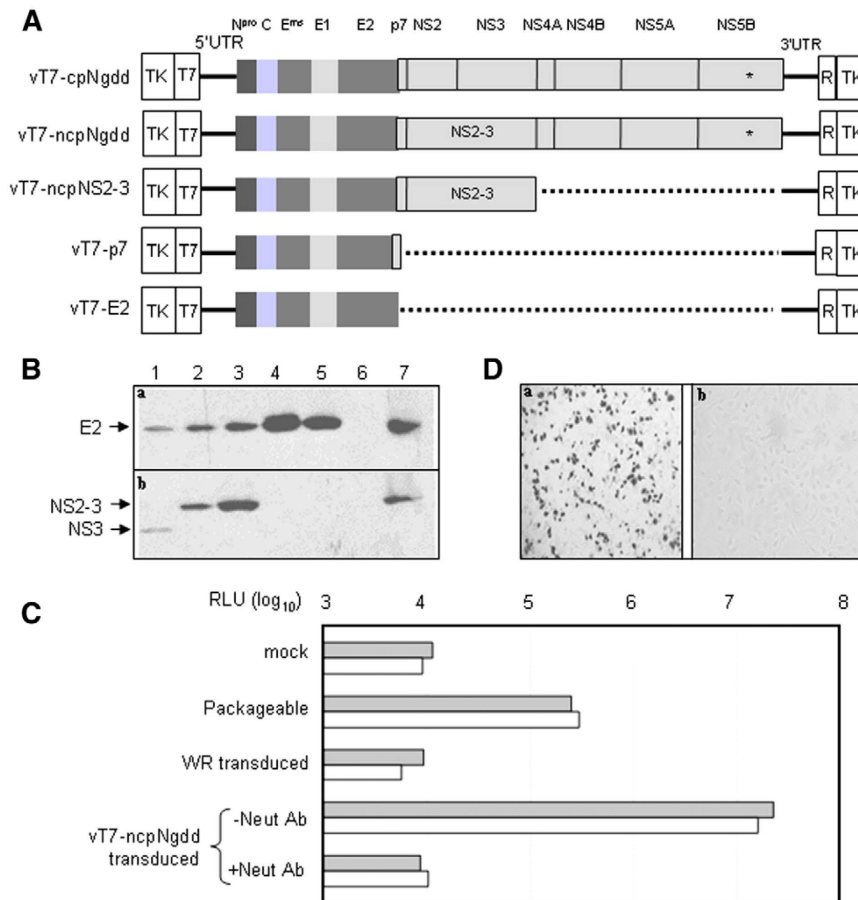 A
Npro C Erns E1 E2 p7 NS2 NS3 NS4A NS4B NS5A NS5B
5'UTR 3'UTR
vT7-cpNgdd TK T7 * R TK
vT7-ncpNgdd TK T7 NS2-3 * R TK
vT7-ncpNS2-3 TK T7 NS2-3 R TK
vT7-p7 TK T7 R TK
vT7-E2 TK T7 R TK
B
1 2 3 4 5 6 7
a
E2
b
NS2-3
NS3
D
a b
C
RLU (log10) 3 4 5 6 7 8
mock
Packageable
WR transduced
vT7-ncpNgdd
transduced
-Neut Ab
+Neut Ab